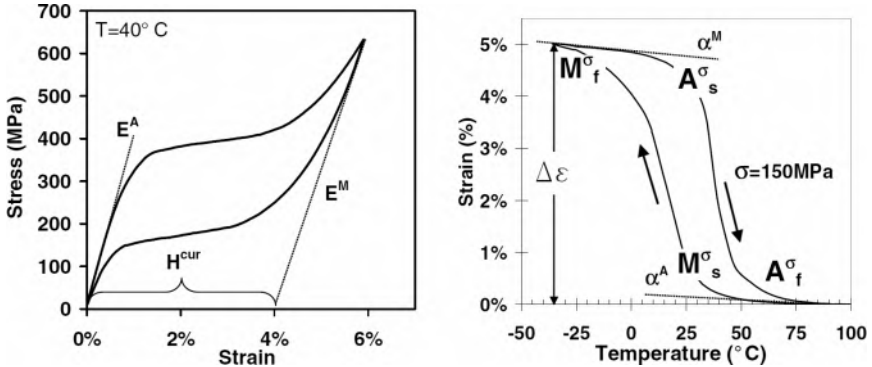 T=40° C
700
600
500
400
300
200
100
0
Stress (MPa)
E^A
E^M
H^cur
0% 2% 4% 6%
Strain
5%
4%
3%
2%
1%
0%
Strain (%)
α^M
M^σ_f
A^σ_s
Δε
σ=150MPa
M^σ_s
A^σ_f
α^A
-50 -25 0 25 50 75 100
Temperature (°C)